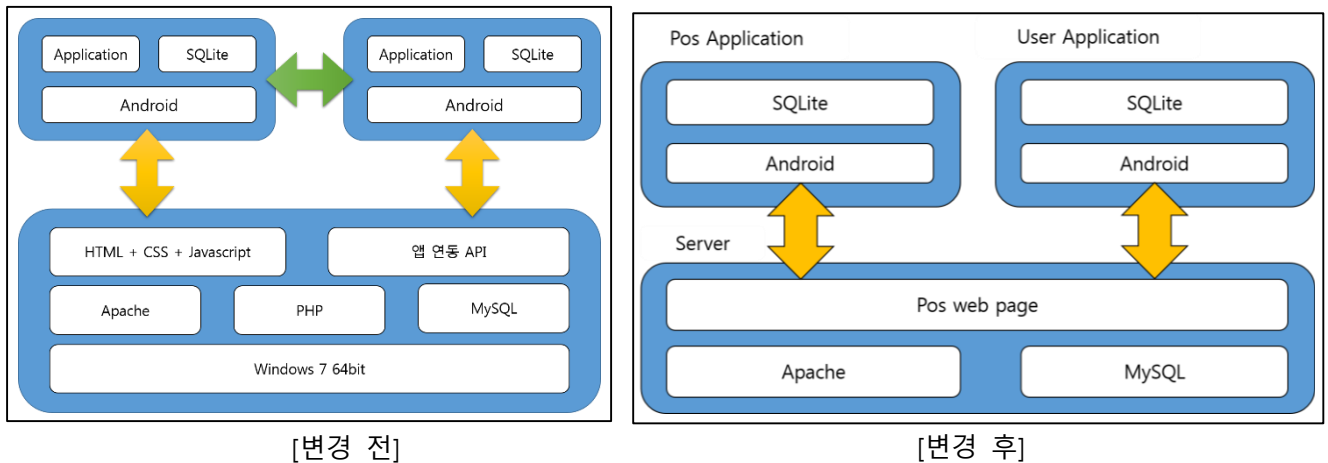 Application
SQLite
Android
Application
SQLite
Android
HTML + CSS + Javascript
앱 연동 API
Apache
PHP
MySQL
Windows 7 64bit
[변경 전]
Pos Application
User Application
SQLite
Android
SQLite
Android
Server
Pos web page
Apache
MySQL
[변경 후]